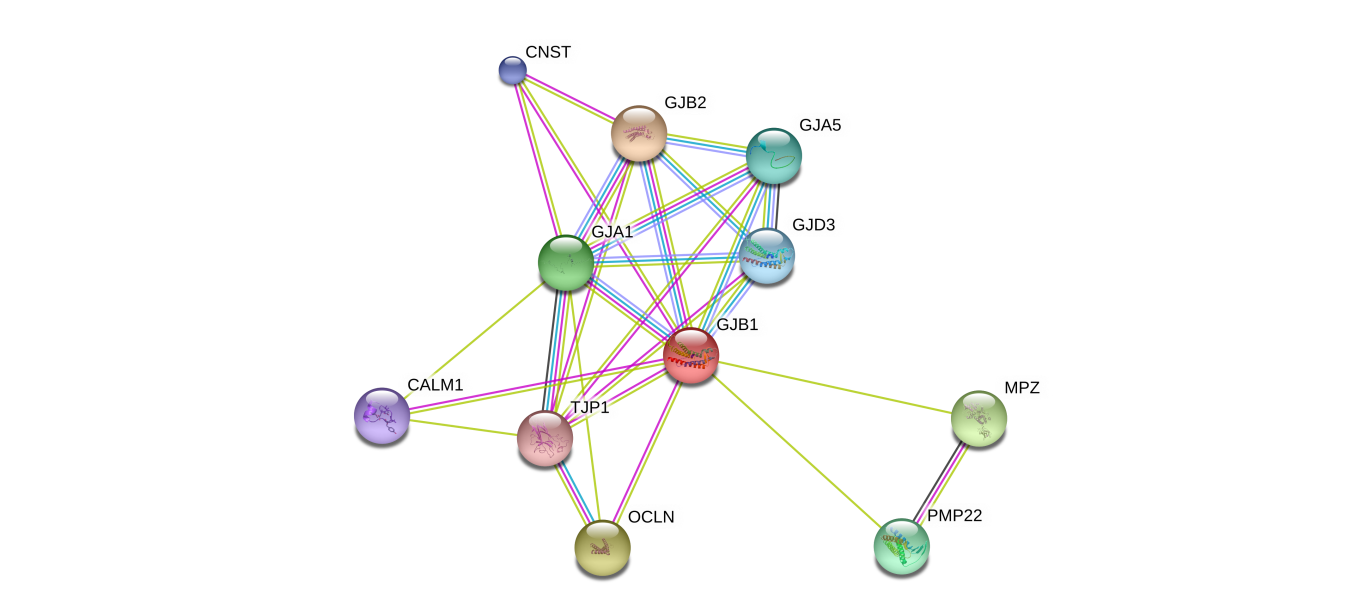 CNST
GJB2
GJA5
GJD3
GJA1
GJB1
CALM1
MPZ
TJP1
OCLN
PMP22